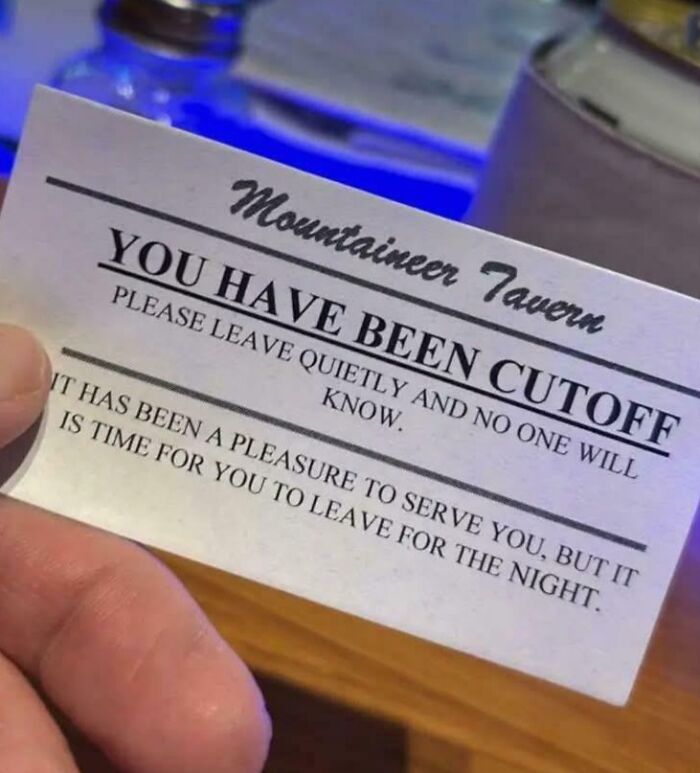 Mountaineer Tavern
YOU HAVE BEEN CUTOFF
PLEASE LEAVE QUIETLY AND NO ONE WILL
KNOW.
IT HAS BEEN A PLEASURE TO SERVE YOU, BUT IT
IS TIME FOR YOU TO LEAVE FOR THE NIGHT.